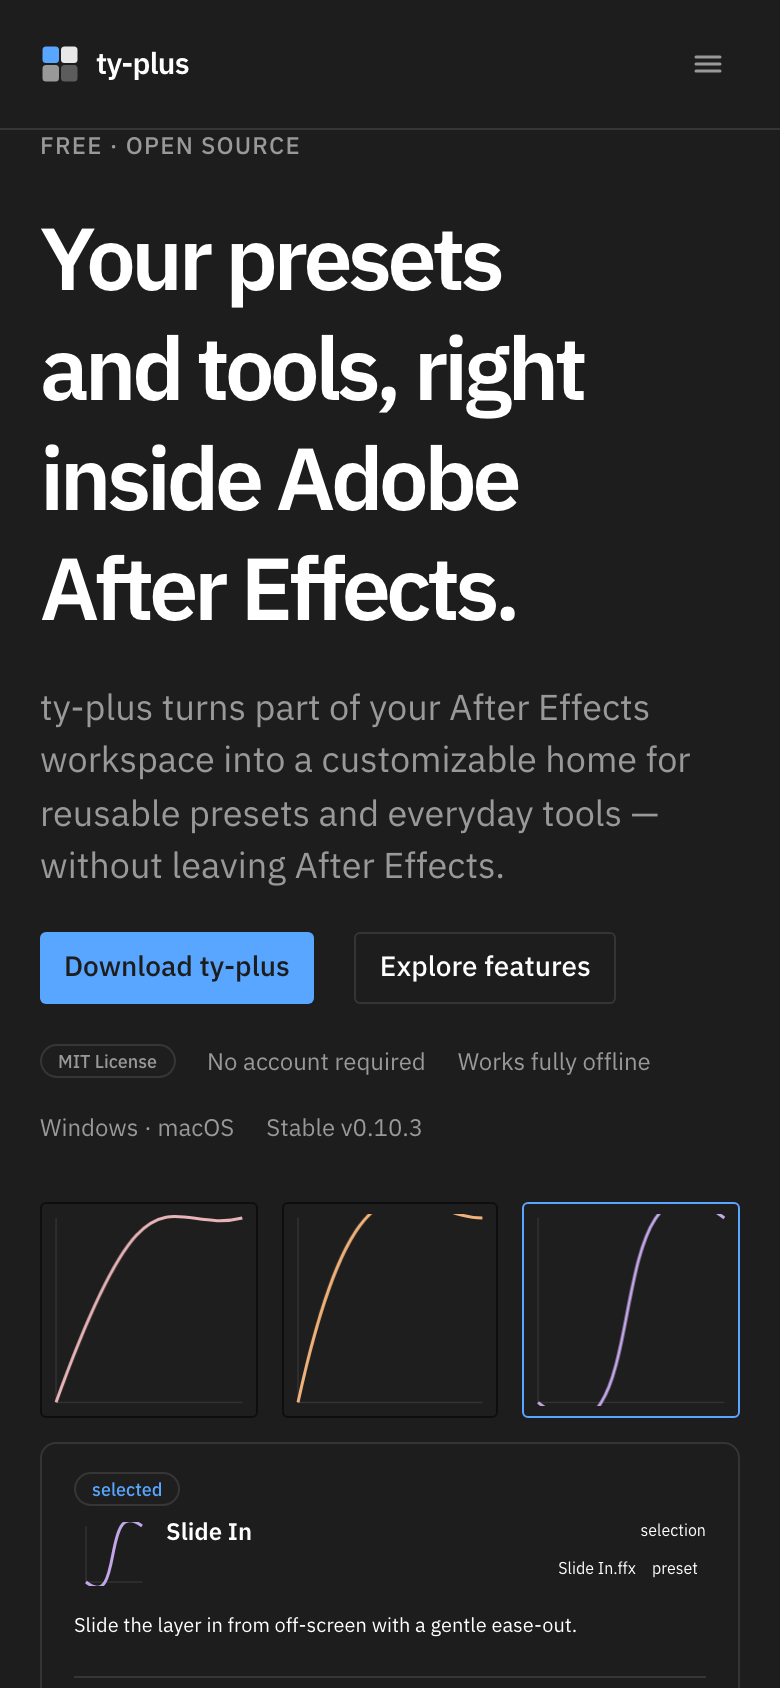 ty-plus
FREE · OPEN SOURCE
Your presets
and tools, right
inside Adobe
After Effects.
ty-plus turns part of your After Effects
workspace into a customizable home for
reusable presets and everyday tools —
without leaving After Effects.
Download ty-plus
Explore features
MIT License
No account required
Works fully offline
Windows · macOS
Stable v0.10.3
selected
Slide In
selection
Slide In.ffx
preset
Slide the layer in from off-screen with a gentle ease-out.